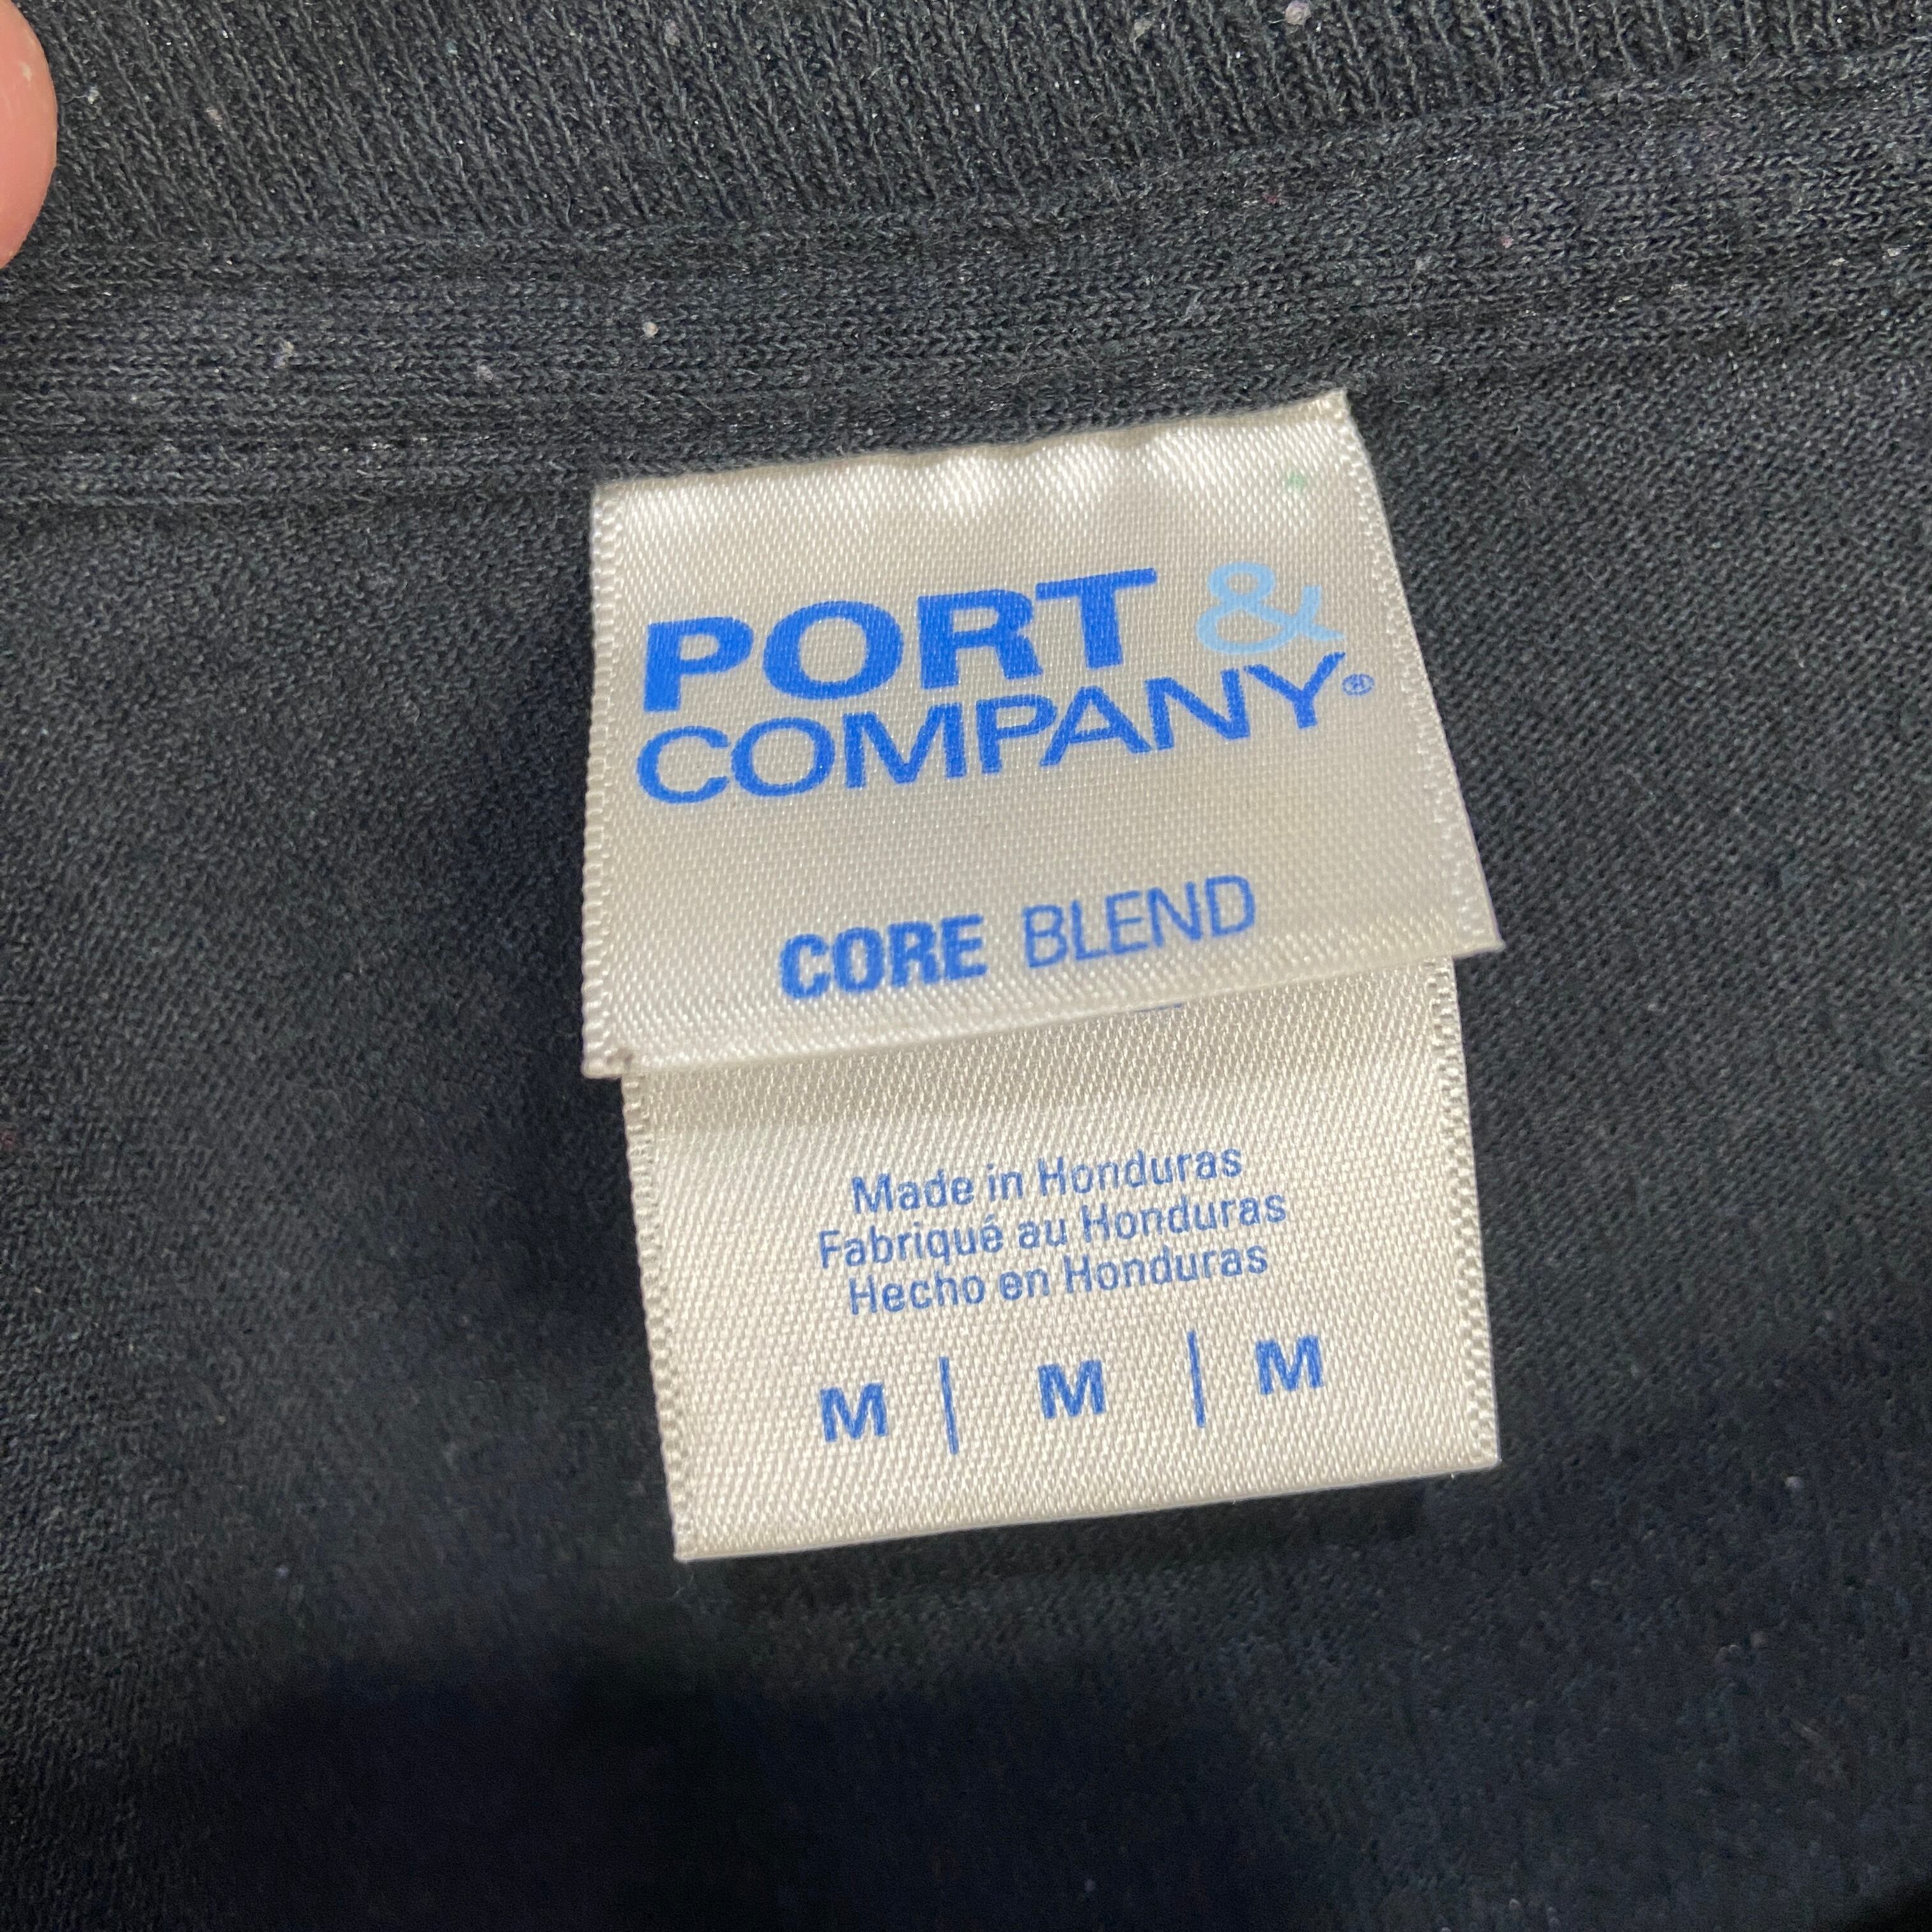 PORT &
COMPANY®
CORE BLEND
Made in Honduras
Fabriqué au Honduras
Hecho en Honduras
M | M | M